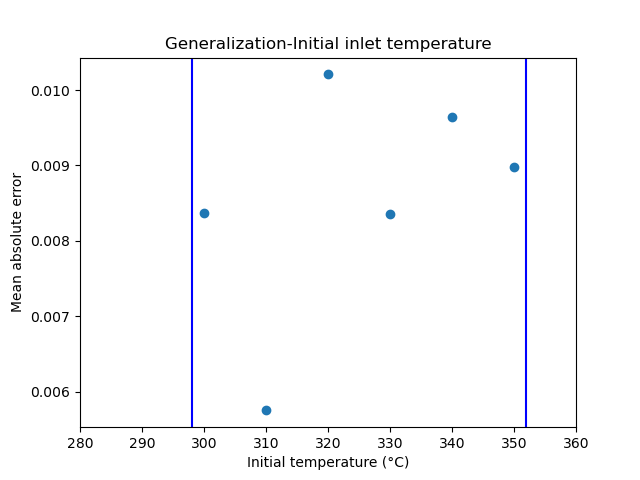 Generalization-Initial inlet temperature
Mean absolute error
0.010
0.009
0.008
0.007
0.006
280 290 300 310 320 330 340 350 360
Initial temperature (°C)